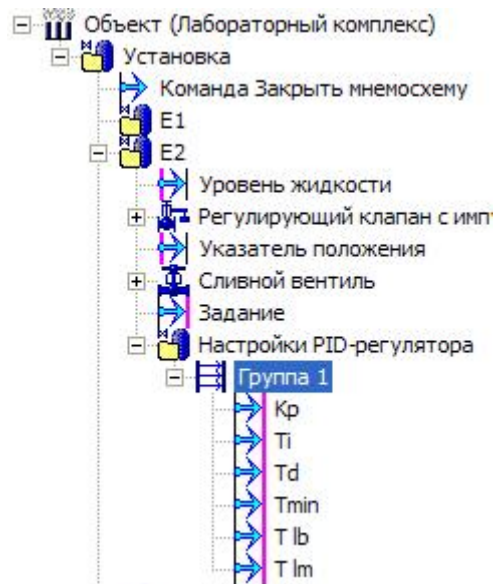 Объект (Лабораторный комплекс)
Установка
Команда Закрыть мнемосхему
E1
E2
Уровень жидкости
Регулирующий клапан с имп
Указатель положения
Сливной вентиль
Задание
Настройки PID-регулятора
Группа 1
Kp
Ti
Td
Tmin
T lb
T lm